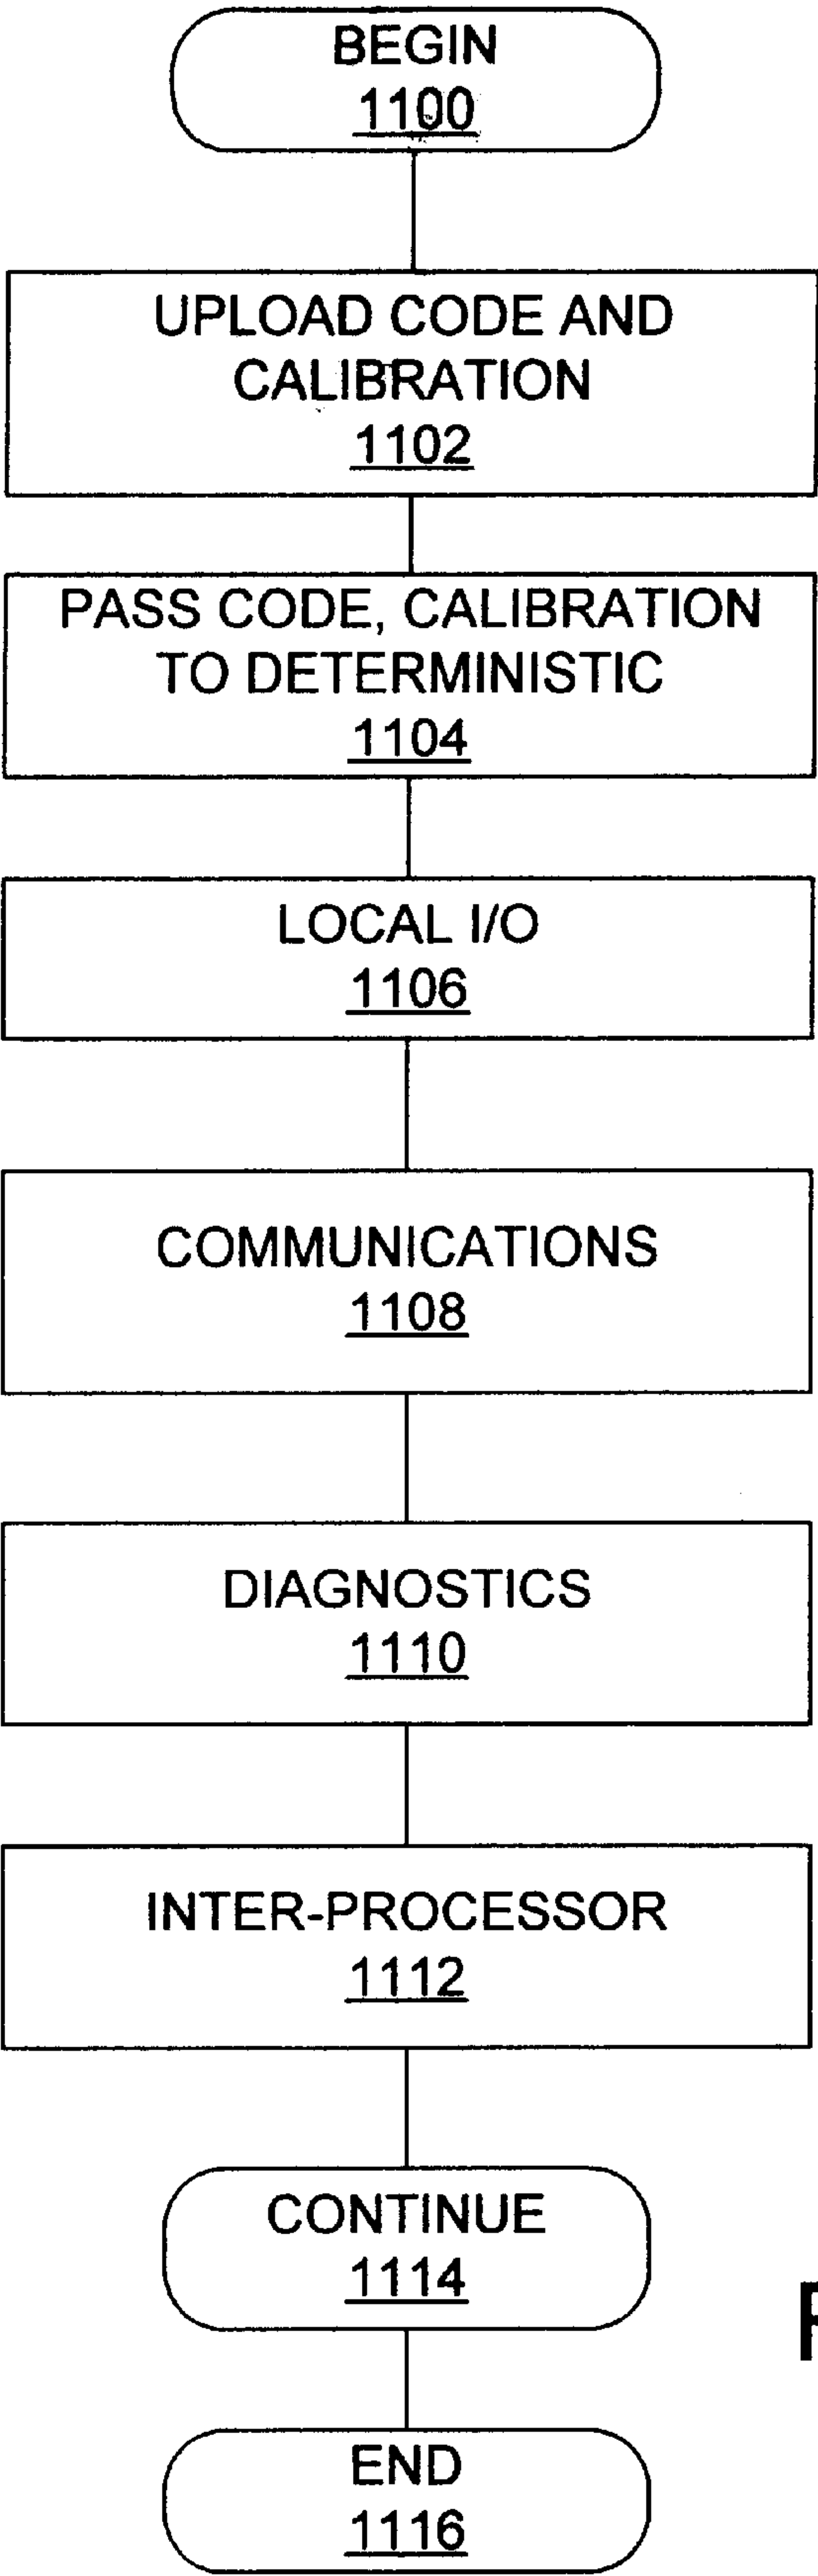 BEGIN
1100
UPLOAD CODE AND
CALIBRATION
1102
PASS CODE, CALIBRATION
TO DETERMINISTIC
1104
LOCAL I/O
1106
COMMUNICATIONS
1108
DIAGNOSTICS
1110
INTER-PROCESSOR
1112
CONTINUE
1114
END
1116